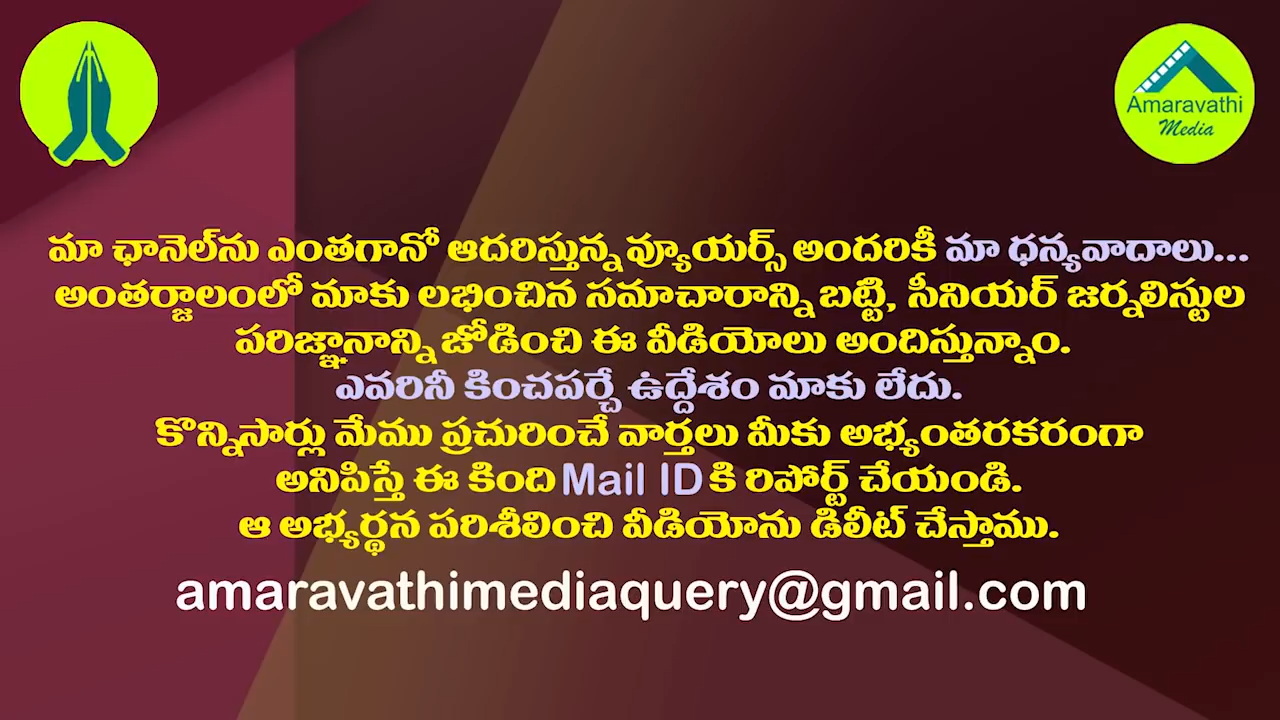 Amaravathi
Media
మా ఛానెల్‌ను ఎంతగానో ఆదరిస్తున్న వ్యూయర్స్ అందరికీ మా ధన్యవాదాలు...
అంతర్జాలంలో మాకు లభించిన సమాచారాన్ని బట్టి, సీనియర్ జర్నలిస్టుల
పరిజ్ఞానాన్ని జోడించి ఈ వీడియోలు అందిస్తున్నాం.
ఎవరినీ కించపర్చే ఉద్దేశం మాకు లేదు.
కొన్నిసార్లు మేము ప్రచురించే వార్తలు మీకు అభ్యంతరకరంగా
అనిపిస్తే ఈ కింది Mail ID కి రిపోర్ట్ చేయండి.
ఆ అభ్యర్థన పరిశీలించి వీడియోను డిలీట్ చేస్తాము.
amaravathimediaquery@gmail.com